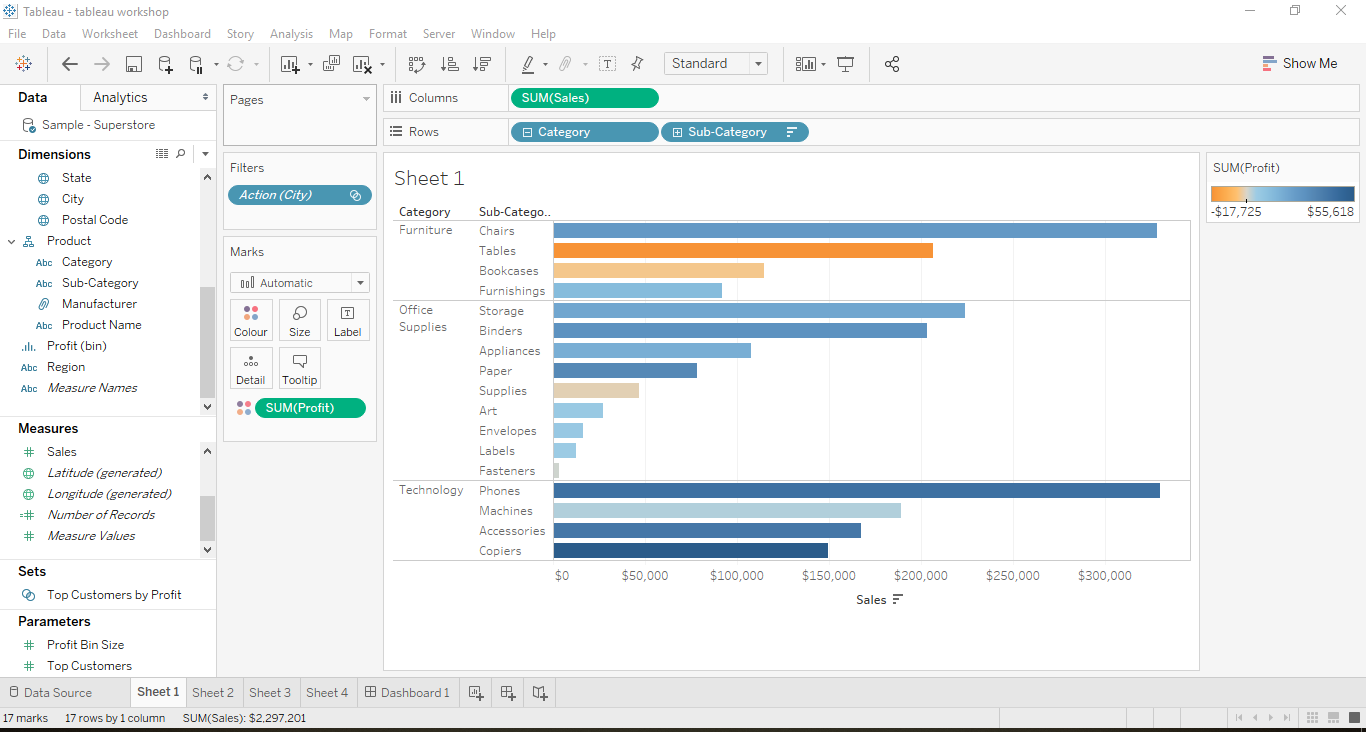 Tableau - tableau workshop
File Data Worksheet Dashboard Story Analysis Map Format Server Window Help
Standard
Show Me
Data Analytics
Sample - Superstore
Dimensions
State
City
Postal Code
Product
Abc Category
Abc Sub-Category
Manufacturer
Abc Product Name
Profit (bin)
Abc Region
Abc Measure Names
Measures
Sales
Latitude (generated)
Longitude (generated)
Number of Records
Measure Values
Sets
Top Customers by Profit
Parameters
Profit Bin Size
Top Customers
Pages
Filters
Action (City)
Marks
Automatic
Colour Size Label
Detail Tooltip
SUM(Profit)
Columns SUM(Sales)
Rows Category Sub-Category
Sheet 1
Category Sub-Catego..
Furniture Chairs
Tables
Bookcases
Furnishings
Office Supplies Storage
Binders
Appliances
Paper
Supplies
Art
Envelopes
Labels
Fasteners
Technology Phones
Machines
Accessories
Copiers
$0 $50,000 $100,000 $150,000 $200,000 $250,000 $300,000
Sales
SUM(Profit)
-$17,725 $55,618
Data Source Sheet 1 Sheet 2 Sheet 3 Sheet 4 Dashboard 1
17 marks 17 rows by 1 column SUM(Sales): $2,297,201